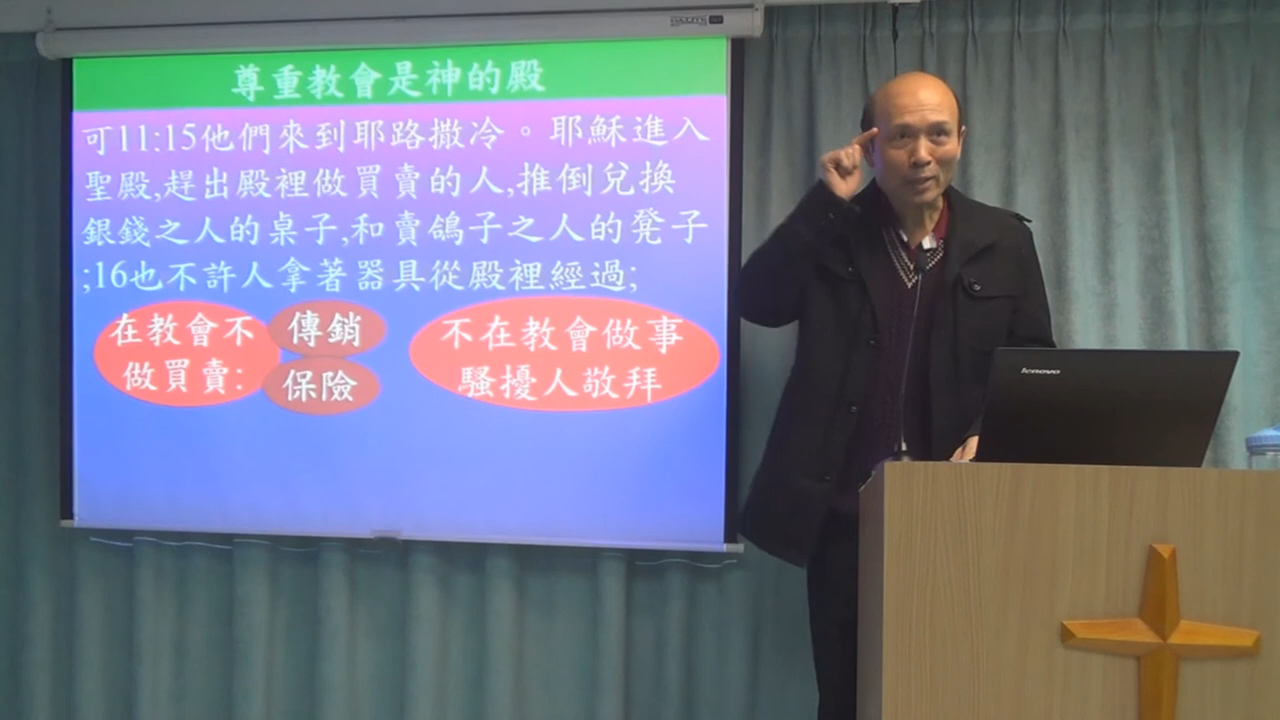 尊重教會是神的殿
可11:15他們來到耶路撒冷。耶穌進入
聖殿,趕出殿裡做買賣的人,推倒兌換
銀錢之人的桌子,和賣鴿子之人的凳子
;16也不許人拿著器具從殿裡經過;
在教會不
做買賣:
傳銷
保險
不在教會做事
騷擾人敬拜
lenovo